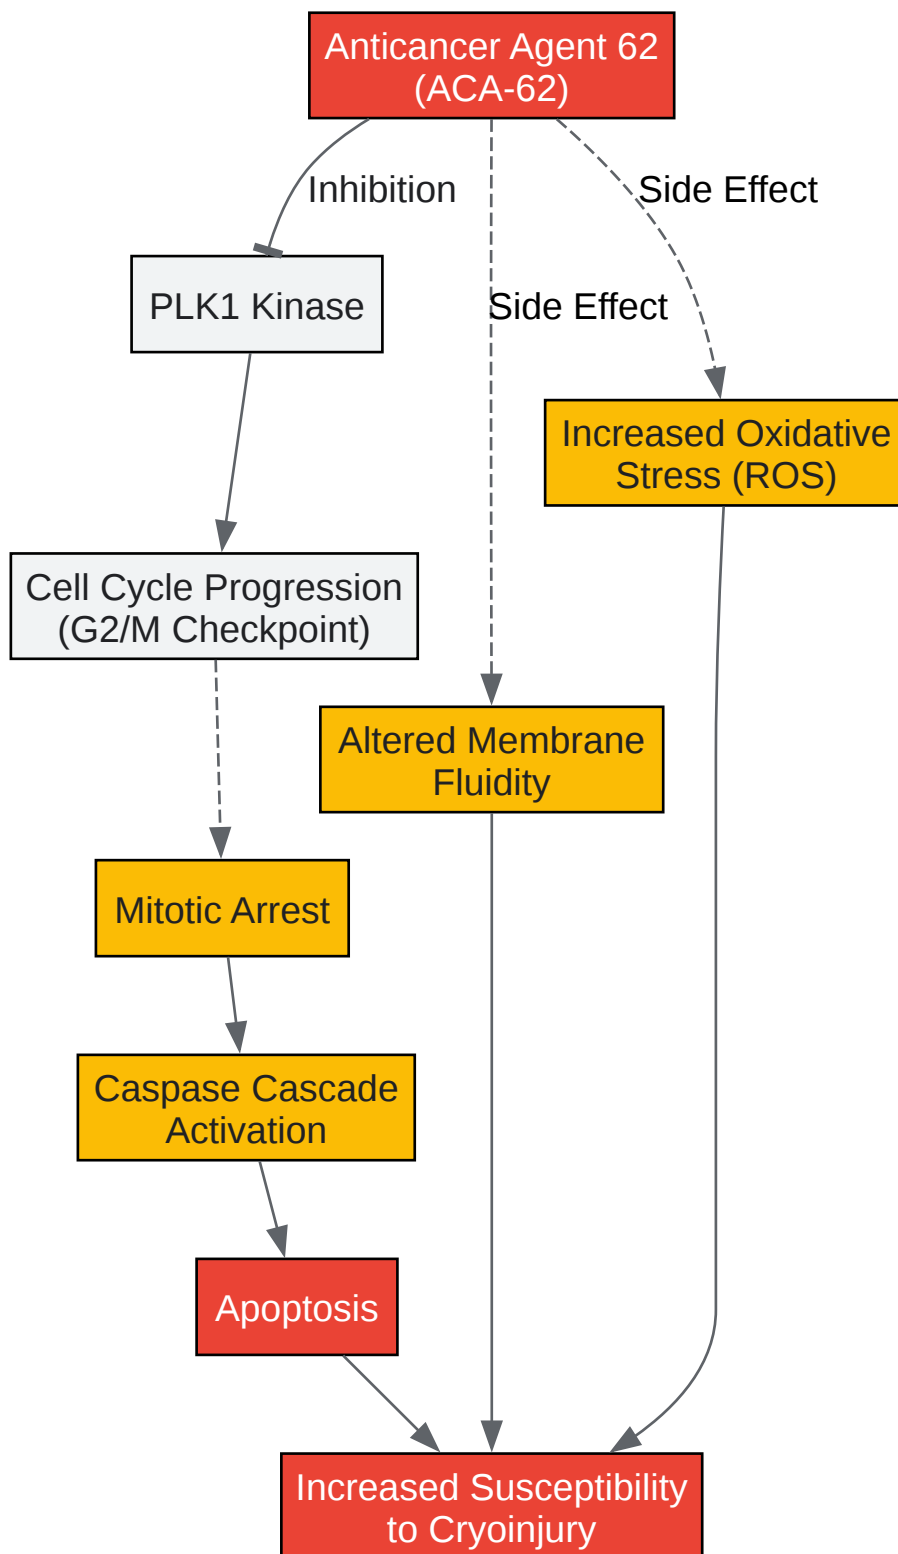 Anticancer Agent 62
(ACA-62)
Inhibition
Side Effect
PLK1 Kinase
Side Effect
Increased Oxidative
Stress (ROS)
Cell Cycle Progression
(G2/M Checkpoint)
Altered Membrane
Fluidity
Mitotic Arrest
Caspase Cascade
Activation
Apoptosis
Increased Susceptibility
to Cryoinjury